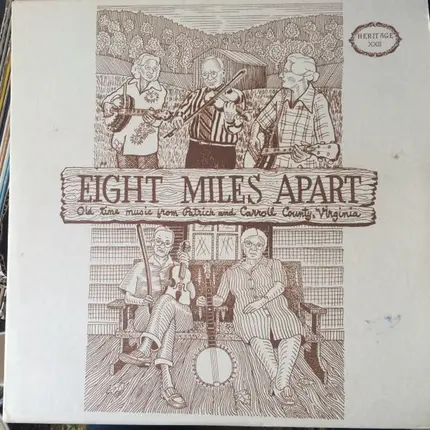 HERITAGE
XXII
EIGHT MILES APART
Old time music from Patrick and Carroll County, Virginia